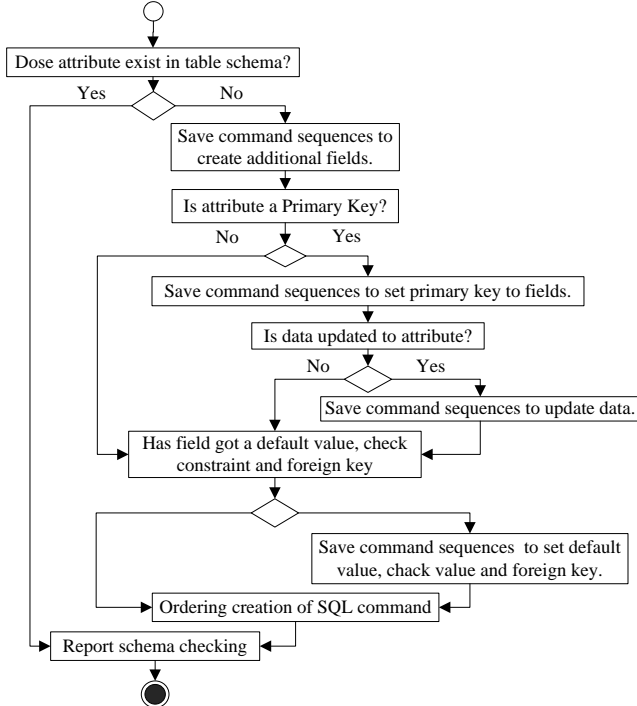 Dose attribute exist in table schema?
Yes
No
Save command sequences to
create additional fields.
Is attribute a Primary Key?
No
Yes
Save command sequences to set primary key to fields.
Is data updated to attribute?
No
Yes
Save command sequences to update data.
Has field got a default value, check
constraint and foreign key
Save command sequences to set default
value, chack value and foreign key.
Ordering creation of SQL command
Report schema checking